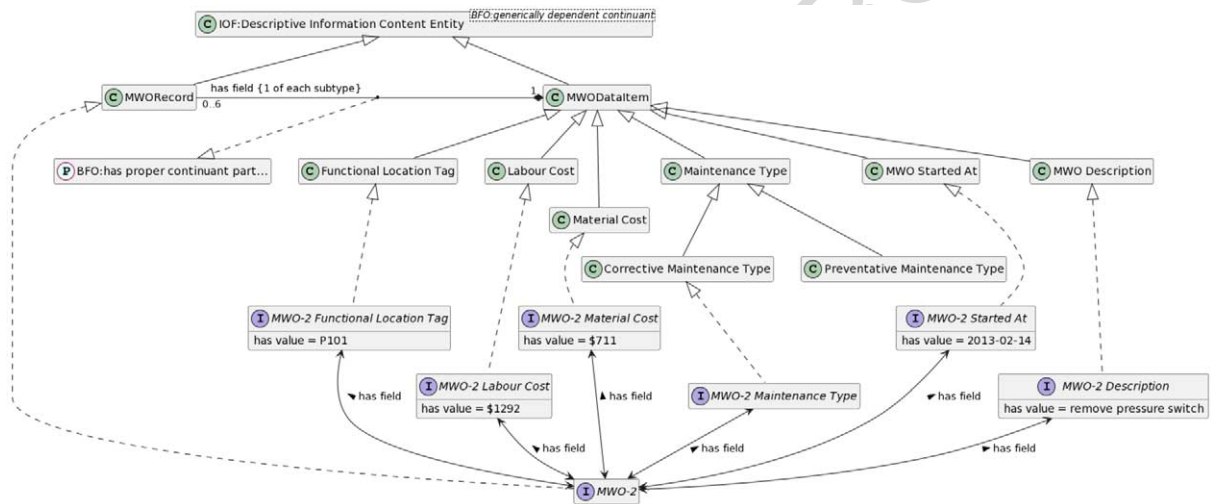 BFO:generically dependent continuant
C IOF:Descriptive Information Content Entity
has field {1 of each subtype}
C MWORecord
0..6
1
C MWODataItem
P BFO:has proper continuant part...
C Functional Location Tag
C Labour Cost
C Maintenance Type
C MWO Started At
C MWO Description
C Material Cost
C Corrective Maintenance Type
C Preventative Maintenance Type
I MWO-2 Functional Location Tag
has value = P101
I MWO-2 Material Cost
has value = $711
I MWO-2 Started At
has value = 2013-02-14
I MWO-2 Labour Cost
has value = $1292
I MWO-2 Maintenance Type
I MWO-2 Description
has value = remove pressure switch
has field
has field
has field
has field
has field
has field
I MWO-2